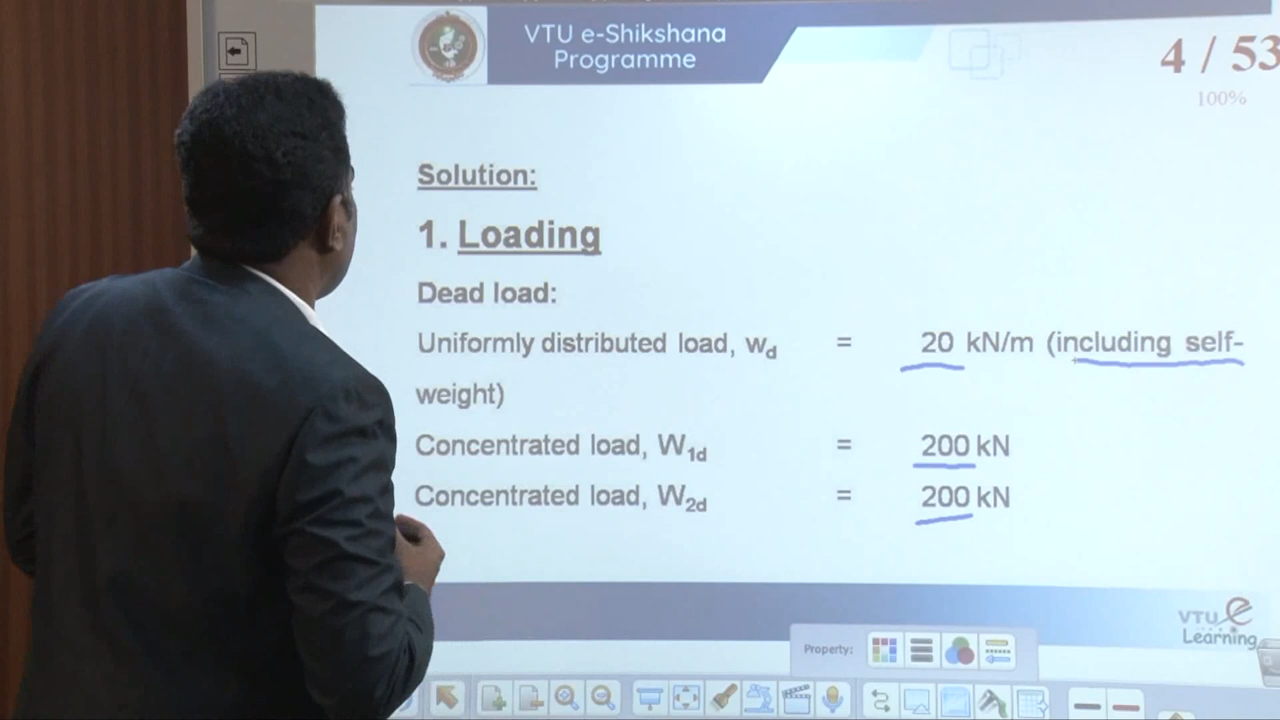 VTU e-Shikshana
Programme
4 / 53
100%
Solution:
1. Loading
Dead load:
Uniformly distributed load, wd = 20 kN/m (including self-
weight)
Concentrated load, W1d = 200 kN
Concentrated load, W2d = 200 kN
VTU e
Learning
Property: